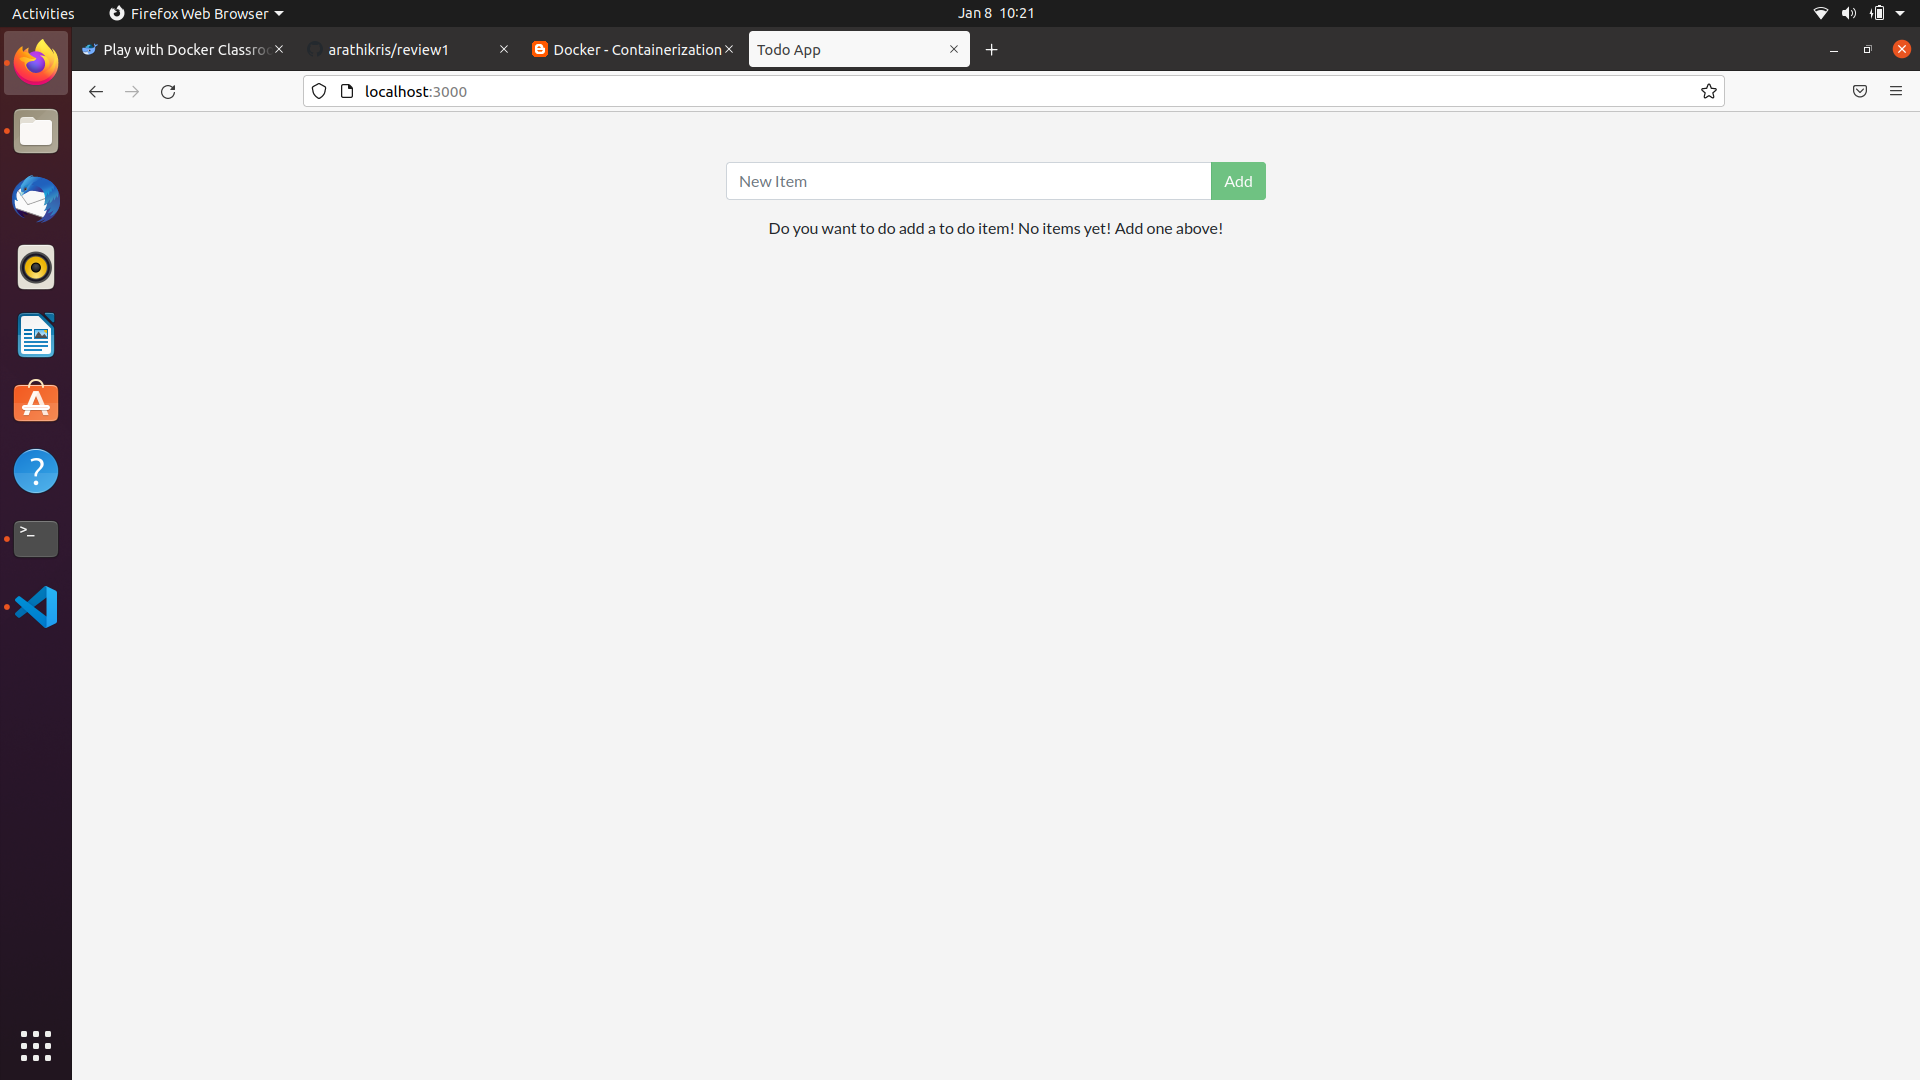 Activities
Firefox Web Browser
Jan 8 10:21
Play with Docker Classroo
arathikris/review1
Docker - Containerization
Todo App
localhost:3000
New Item
Add
Do you want to do add a to do item! No items yet! Add one above!